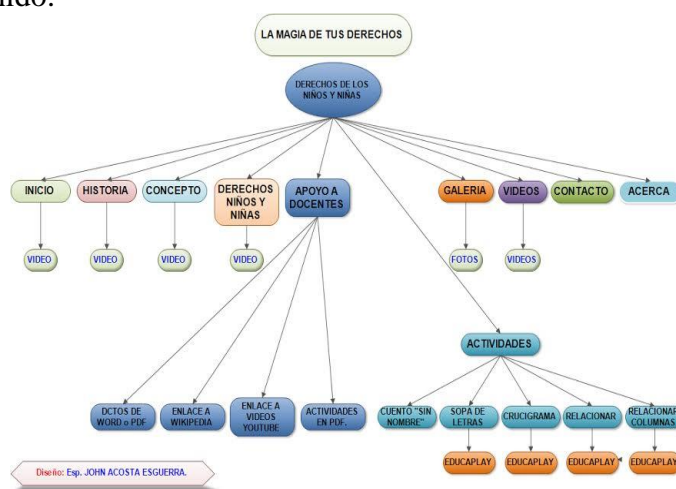 LA MAGIA DE TUS DERECHOS
DERECHOS DE LOS
NIÑOS Y NIÑAS
INICIO
HISTORIA
CONCEPTO
DERECHOS
NIÑOS Y
NIÑAS
APOYO A
DOCENTES
GALERIA
VIDEOS
CONTACTO
ACERCA
VIDEO
VIDEO
VIDEO
VIDEO
FOTOS
VIDEOS
ACTIVIDADES
DCTOS DE
WORD o PDF
ENLACE A
WIKIPEDIA
ENLACE A
VIDEOS
YOUTUBE
ACTIVIDADES
EN PDF.
CUENTO "SIN
NOMBRE"
SOPA DE
LETRAS
CRUCIGRAMA
RELACIONAR
RELACIONAR
COLUMNAS
EDUCAPLAY
EDUCAPLAY
EDUCAPLAY
EDUCAPLAY
Diseño: Esp. JOHN ACOSTA ESGUERRA.